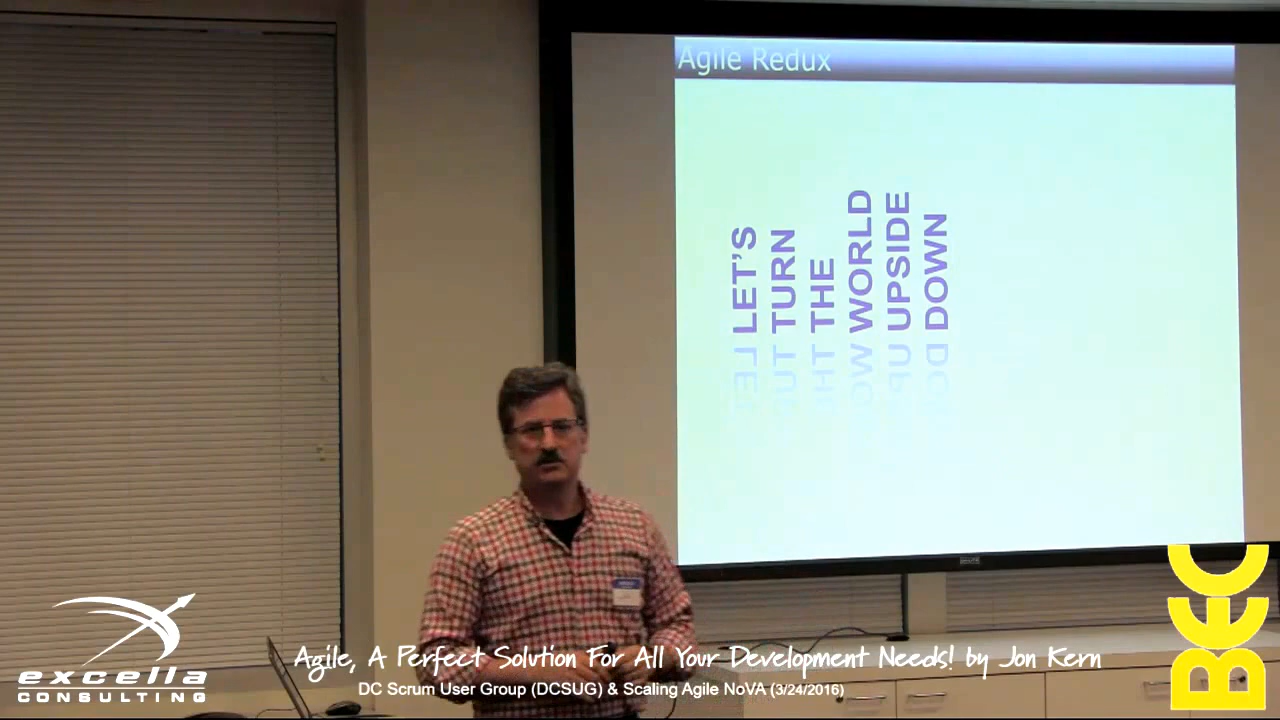 Agile Redux
LET'S
TURN
THE
WORLD
UPSIDE
DOWN
Agile, A Perfect Solution For All Your Development Needs! by Jon Kern
DC Scrum User Group (DCSUG) & Scaling Agile NoVA (3/24/2016)
excella
CONSULTING
BEC